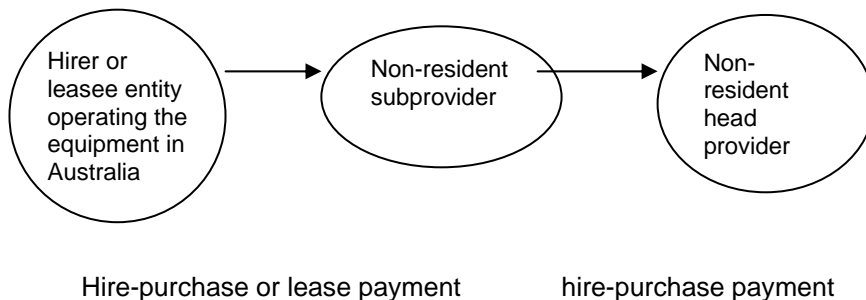 Hirer or
leasee entity
operating the
equipment in
Australia
Non-resident
subprovider
Non-
resident
head
provider
Hire-purchase or lease payment
hire-purchase payment